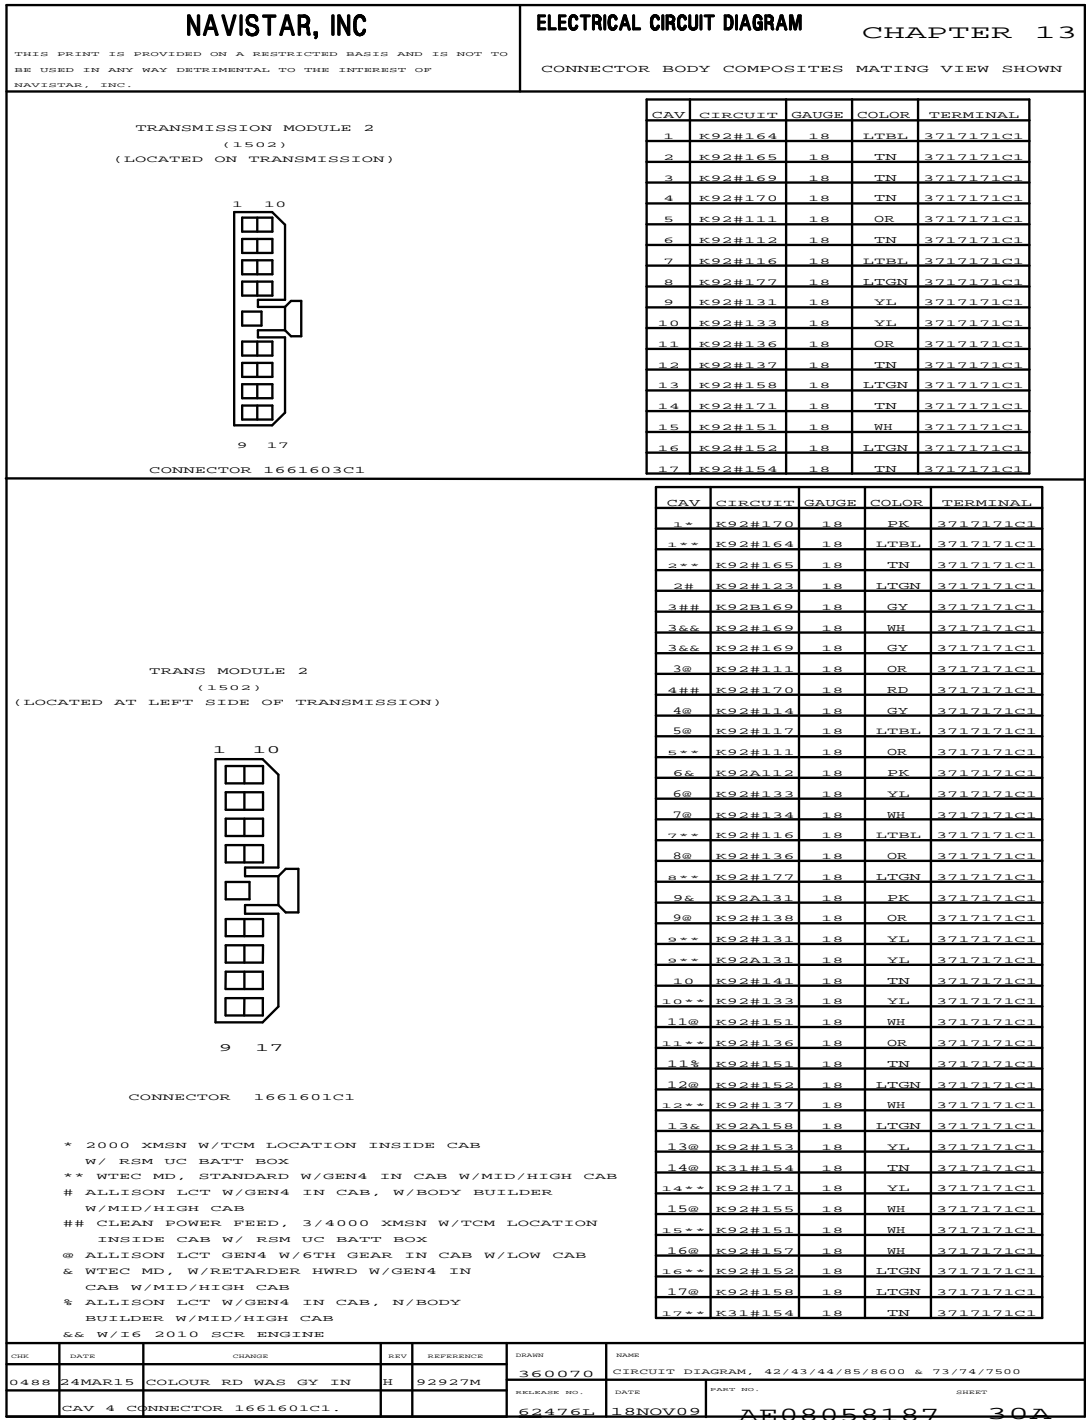 NAVISTAR, INC
THIS PRINT IS PROVIDED ON A RESTRICTED BASIS AND IS NOT TO
BE USED IN ANY WAY DETRIMENTAL TO THE INTEREST OF
NAVISTAR, INC.
ELECTRICAL CIRCUIT DIAGRAM CHAPTER 13
CONNECTOR BODY COMPOSITES MATING VIEW SHOWN
TRANSMISSION MODULE 2
(1502)
(LOCATED ON TRANSMISSION)
1 10
9 17
CONNECTOR 1661603C1
CAV CIRCUIT GAUGE COLOR TERMINAL
1 K92#164 18 LTBL 3717171C1
2 K92#165 18 TN 3717171C1
3 K92#169 18 TN 3717171C1
4 K92#170 18 TN 3717171C1
5 K92#111 18 OR 3717171C1
6 K92#112 18 TN 3717171C1
7 K92#116 18 LTBL 3717171C1
8 K92#177 18 LTGN 3717171C1
9 K92#131 18 YL 3717171C1
10 K92#133 18 YL 3717171C1
11 K92#136 18 OR 3717171C1
12 K92#137 18 TN 3717171C1
13 K92#158 18 LTGN 3717171C1
14 K92#171 18 TN 3717171C1
15 K92#151 18 WH 3717171C1
16 K92#152 18 LTGN 3717171C1
17 K92#154 18 TN 3717171C1
TRANS MODULE 2
(1502)
(LOCATED AT LEFT SIDE OF TRANSMISSION)
1 10
9 17
CONNECTOR 1661601C1
* 2000 XMSN W/TCM LOCATION INSIDE CAB
W/ RSM UC BATT BOX
** WTEC MD, STANDARD W/GEN4 IN CAB W/MID/HIGH CAB
# ALLISON LCT W/GEN4 IN CAB, W/BODY BUILDER
W/MID/HIGH CAB
## CLEAN POWER FEED, 3/4000 XMSN W/TCM LOCATION
INSIDE CAB W/ RSM UC BATT BOX
@ ALLISON LCT GEN4 W/6TH GEAR IN CAB W/LOW CAB
& WTEC MD, W/RETARDER HWRD W/GEN4 IN
CAB W/MID/HIGH CAB
% ALLISON LCT W/GEN4 IN CAB, N/BODY
BUILDER W/MID/HIGH CAB
&& W/I6 2010 SCR ENGINE
CAV CIRCUIT GAUGE COLOR TERMINAL
1* K92#170 18 PK 3717171C1
1** K92#164 18 LTBL 3717171C1
2** K92#165 18 TN 3717171C1
2# K92#123 18 LTGN 3717171C1
3## K92B169 18 GY 3717171C1
3&& K92#169 18 WH 3717171C1
3&& K92#169 18 GY 3717171C1
3@ K92#111 18 OR 3717171C1
4## K92#170 18 RD 3717171C1
4@ K92#114 18 GY 3717171C1
5@ K92#117 18 LTBL 3717171C1
5** K92#111 18 OR 3717171C1
6& K92A112 18 PK 3717171C1
6@ K92#133 18 YL 3717171C1
7@ K92#134 18 WH 3717171C1
7** K92#116 18 LTBL 3717171C1
8@ K92#136 18 OR 3717171C1
8** K92#177 18 LTGN 3717171C1
9& K92A131 18 PK 3717171C1
9@ K92#138 18 OR 3717171C1
9** K92#131 18 YL 3717171C1
9** K92A131 18 YL 3717171C1
10 K92#141 18 TN 3717171C1
10** K92#133 18 YL 3717171C1
11@ K92#151 18 WH 3717171C1
11** K92#136 18 OR 3717171C1
11% K92#151 18 TN 3717171C1
12@ K92#152 18 LTGN 3717171C1
12** K92#137 18 WH 3717171C1
13& K92A158 18 LTGN 3717171C1
13@ K92#153 18 YL 3717171C1
14@ K31#154 18 TN 3717171C1
14** K92#171 18 YL 3717171C1
15@ K92#155 18 WH 3717171C1
15** K92#151 18 WH 3717171C1
16@ K92#157 18 WH 3717171C1
16** K92#152 18 LTGN 3717171C1
17@ K92#158 18 LTGN 3717171C1
17** K31#154 18 TN 3717171C1
CHK DATE CHANGE REV REFERENCE
0488 24MAR15 COLOUR RD WAS GY IN H 92927M
CAV 4 CONNECTOR 1661601C1.
DRAWN
360070
NAME
CIRCUIT DIAGRAM, 42/43/44/85/8600 & 73/74/7500
RELEASE NO. DATE PART NO. SHEET
62476L 18NOV09 AE08058187 30A